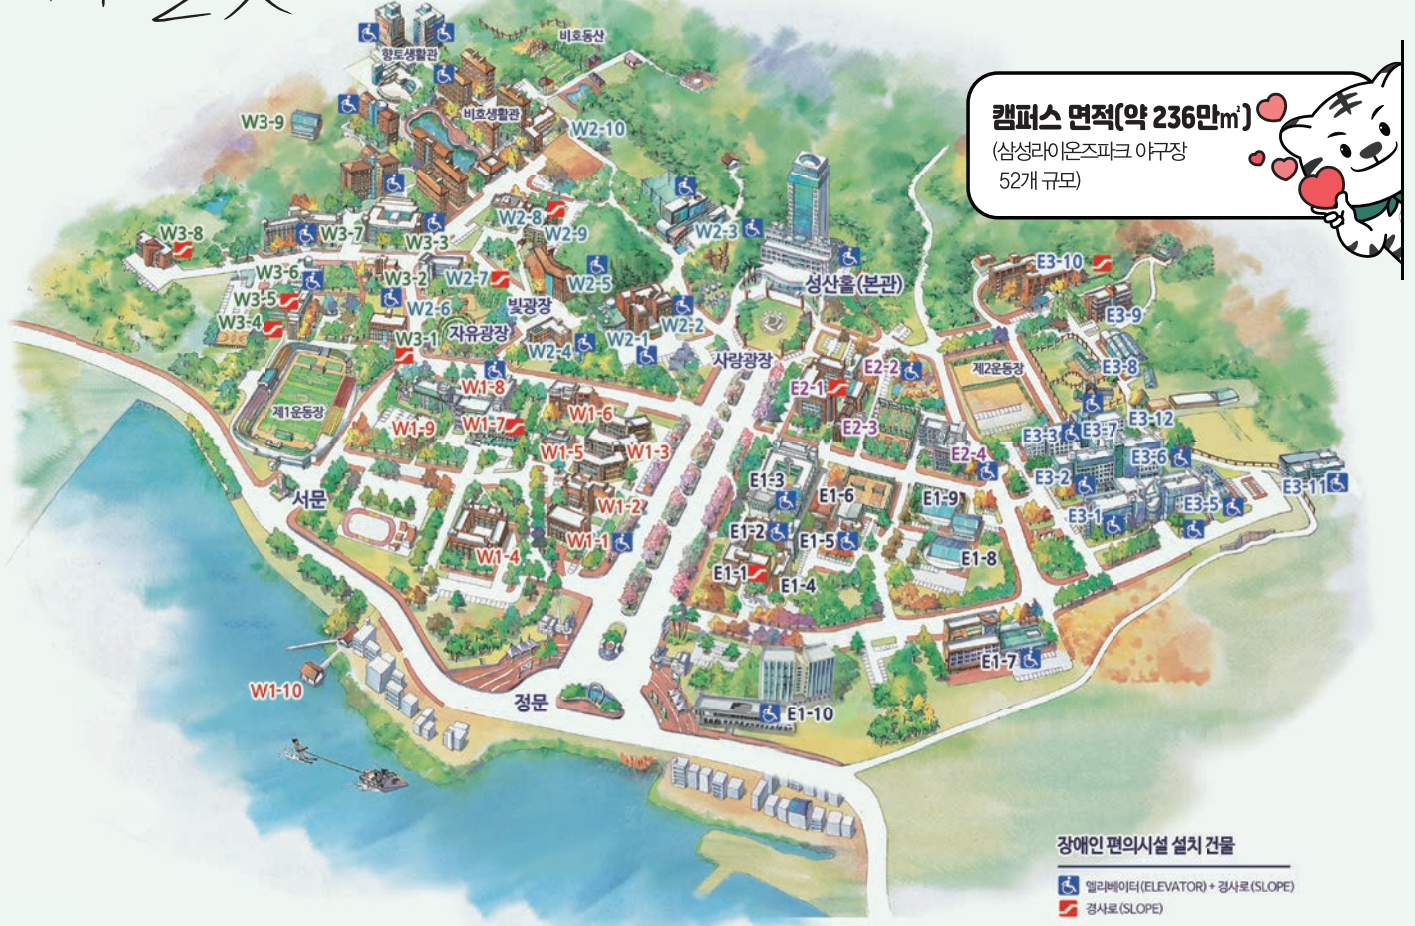 향토생활관
비호동산
캠퍼스 면적(약 236만㎡)
(삼성라이온즈파크 야구장
52개 규모)
W3-9
비호생활관
W2-10
W2-8
W2-9
W2-3
W3-8
W3-7
W3-3
E3-10
W3-6
W3-2
W2-7
W2-5
성산홀(본관)
W3-5
W2-6
빛광장
E3-9
W3-4
W3-1
자유광장
W2-4
W2-1
W2-2
사랑광장
E2-2
제2운동장
E3-8
제1운동장
W1-8
E2-1
W1-9
W1-7
W1-6
E2-3
E3-3
E3-7
E3-12
W1-5
W1-3
E2-4
E3-2
E3-6
E3-11
서문
W1-2
E1-3
E1-6
E1-9
E3-1
E3-5
W1-4
W1-1
E1-2
E1-5
E1-8
E1-1
E1-4
E1-7
W1-10
정문
E1-10
장애인 편의시설 설치 건물
엘리베이터(ELEVATOR) + 경사로(SLOPE)
경사로(SLOPE)